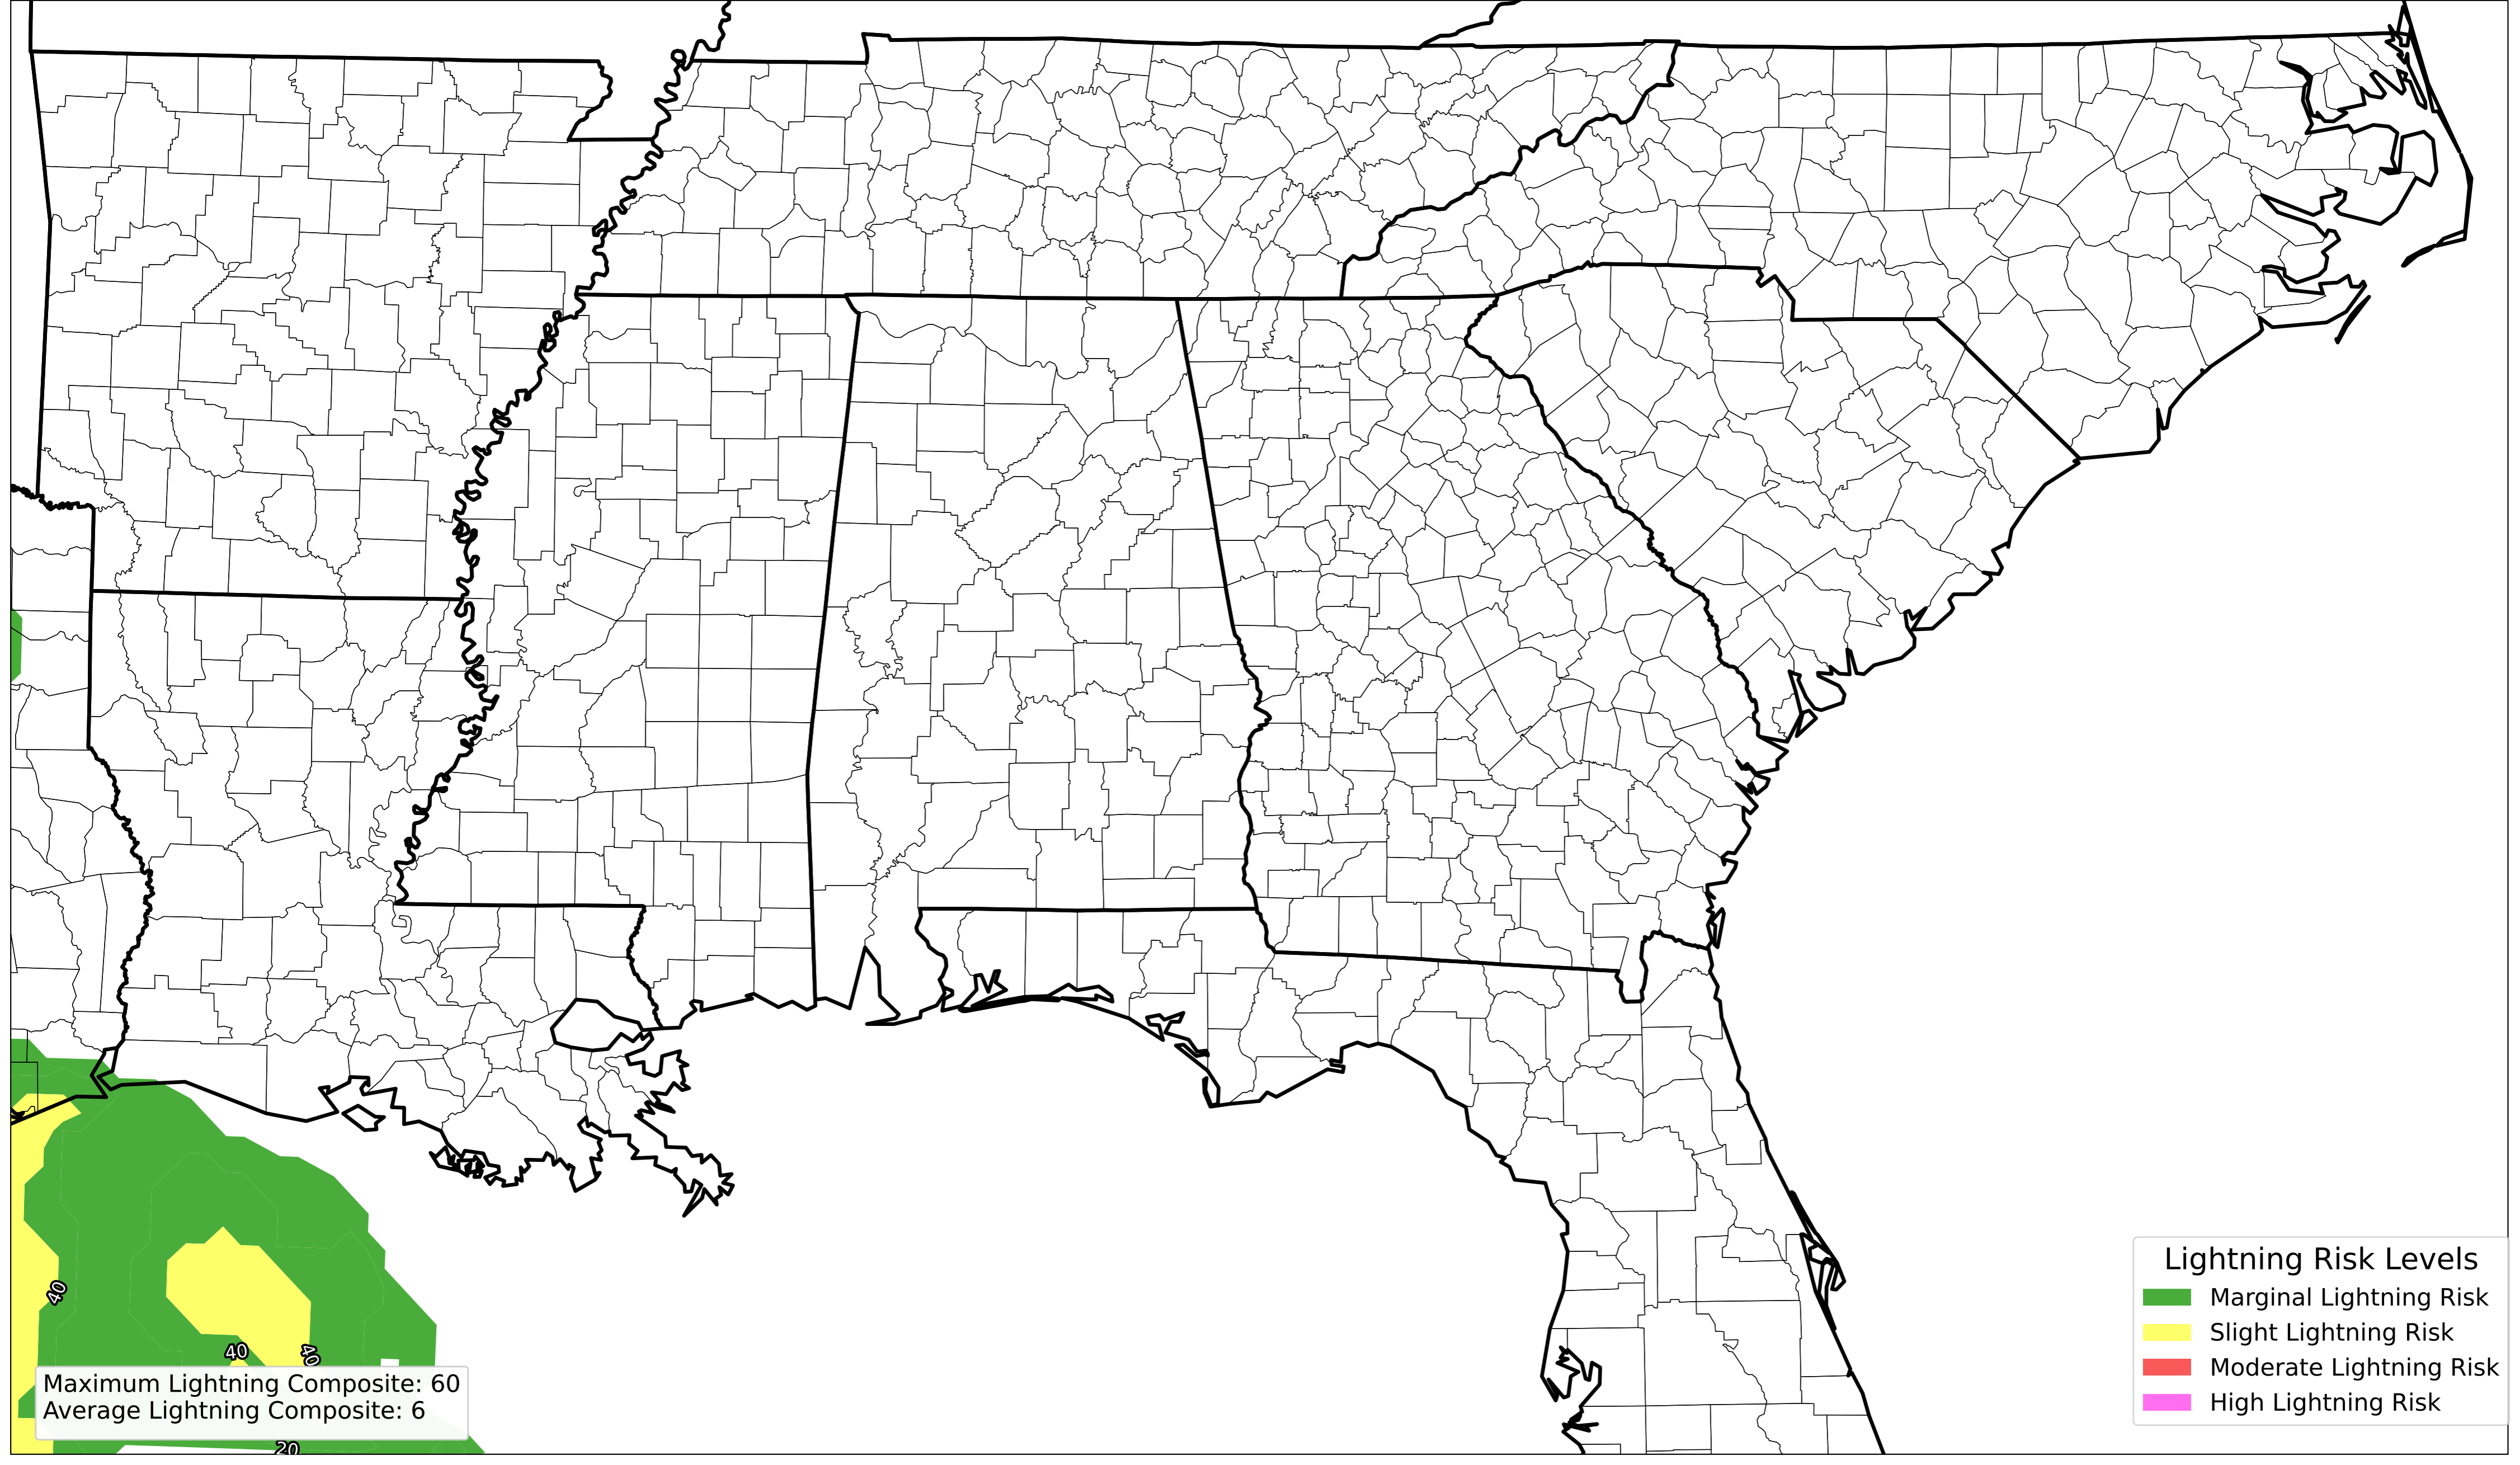 40
40
40
Maximum Lightning Composite: 60
Average Lightning Composite: 6
20
Lightning Risk Levels
Marginal Lightning Risk
Slight Lightning Risk
Moderate Lightning Risk
High Lightning Risk